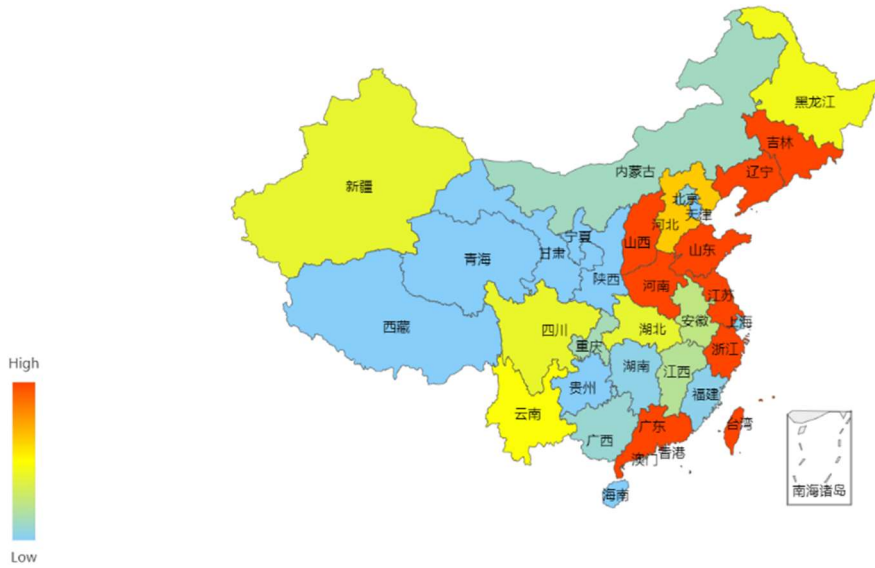 黑龙江
吉林
辽宁
内蒙古
新疆
北京
天津
河北
宁夏
山西
山东
甘肃
青海
陕西
河南
江苏
西藏
安徽
上海
四川
湖北
重庆
浙江
湖南
江西
贵州
福建
云南
广东
台湾
广西
香港
澳门
海南
南海诸岛
High
Low